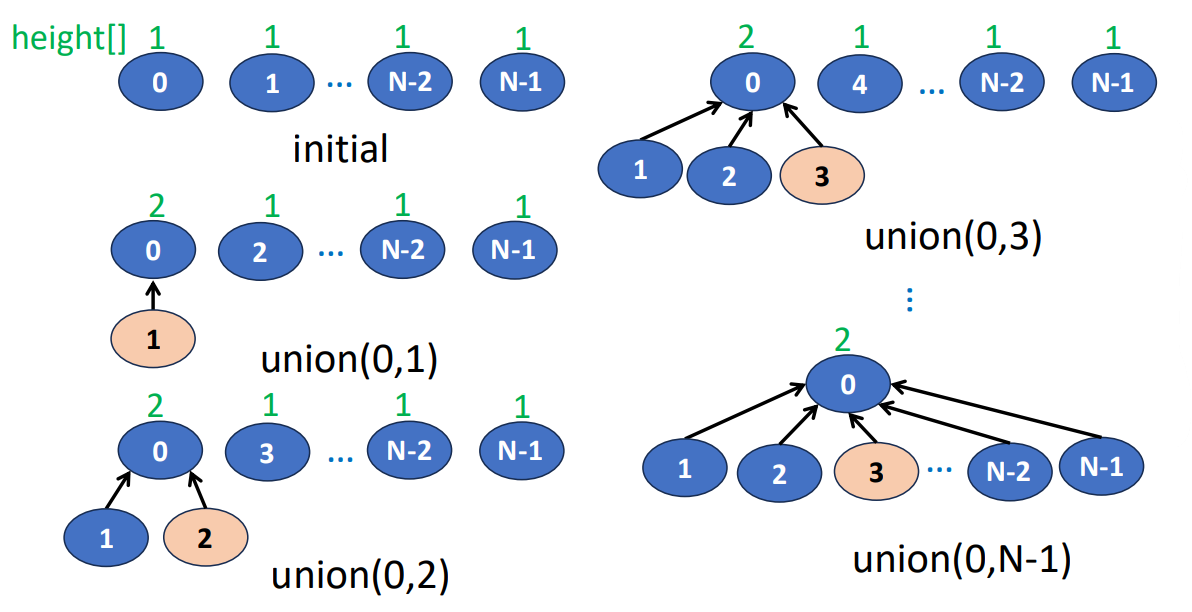 height[] 1 1 1 1
0 1 ... N-2 N-1
initial
2 1 1 1
0 2 ... N-2 N-1
1
union(0,1)
2 1 1 1
0 3 ... N-2 N-1
1 2
union(0,2)
2 1 1 1
0 4 ... N-2 N-1
1 2 3
union(0,3)
⋮
2
0
1 2 3 ... N-2 N-1
union(0,N-1)